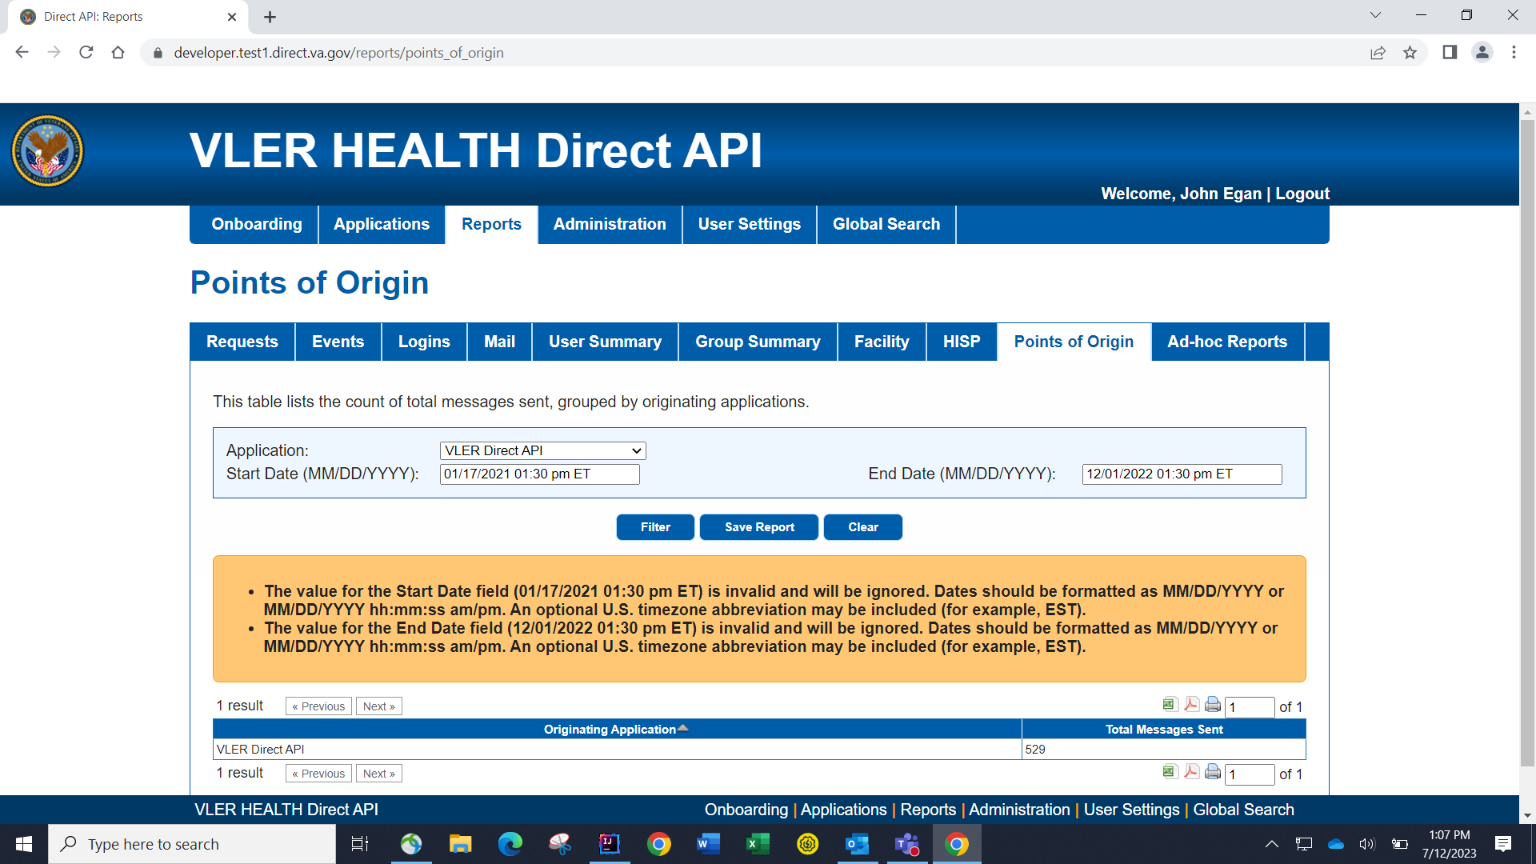 Direct API: Reports
developer.test1.direct.va.gov/reports/points_of_origin
VLER HEALTH Direct API
Welcome, John Egan | Logout
Onboarding Applications Reports Administration User Settings Global Search
Points of Origin
Requests Events Logins Mail User Summary Group Summary Facility HISP Points of Origin Ad-hoc Reports
This table lists the count of total messages sent, grouped by originating applications.
Application: VLER Direct API
Start Date (MM/DD/YYYY): 01/17/2021 01:30 pm ET End Date (MM/DD/YYYY): 12/01/2022 01:30 pm ET
Filter Save Report Clear
• The value for the Start Date field (01/17/2021 01:30 pm ET) is invalid and will be ignored. Dates should be formatted as MM/DD/YYYY or
MM/DD/YYYY hh:mm:ss am/pm. An optional U.S. timezone abbreviation may be included (for example, EST).
• The value for the End Date field (12/01/2022 01:30 pm ET) is invalid and will be ignored. Dates should be formatted as MM/DD/YYYY or
MM/DD/YYYY hh:mm:ss am/pm. An optional U.S. timezone abbreviation may be included (for example, EST).
1 result « Previous Next » 1 of 1
Originating Application Total Messages Sent
VLER Direct API 529
1 result « Previous Next » 1 of 1
VLER HEALTH Direct API Onboarding | Applications | Reports | Administration | User Settings | Global Search
Type here to search
1:07 PM
7/12/2023